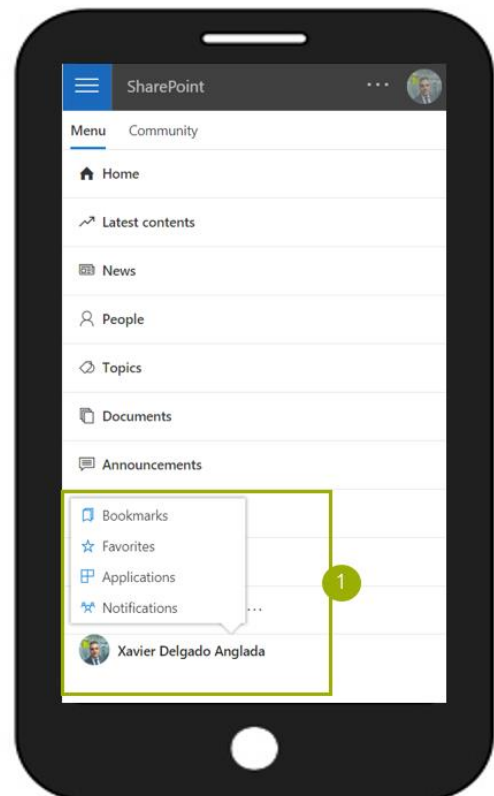 SharePoint ...
Menu Community
Home
Latest contents
News
People
Topics
Documents
Announcements
Bookmarks
Favorites
Applications
Notifications ...
1
Xavier Delgado Anglada